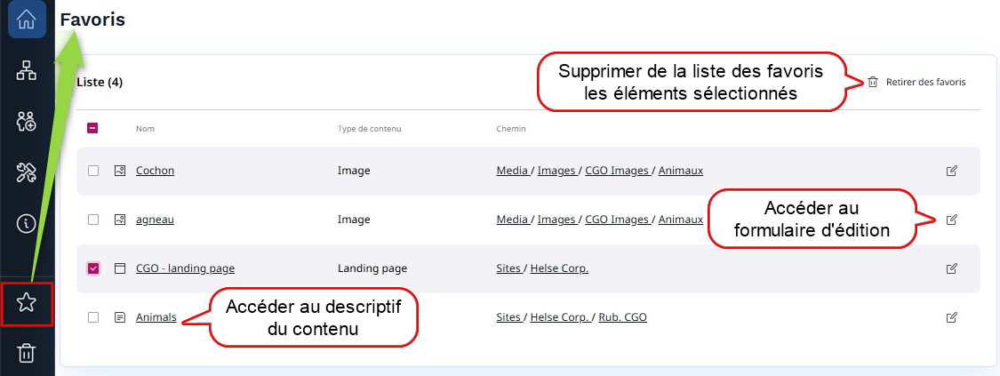 Favoris
Liste (4)
Supprimer de la liste des favoris
les éléments sélectionnés
Retirer des favoris
Nom Type de contenu Chemin
Cochon Image Media / Images / CGO Images / Animaux
agneau Image Media / Images / CGO Images / Animaux
Accéder au
formulaire d'édition
CGO - landing page Landing page Sites / Helse Corp.
Animals Sites / Helse Corp. / Rub. CGO
Accéder au descriptif
du contenu